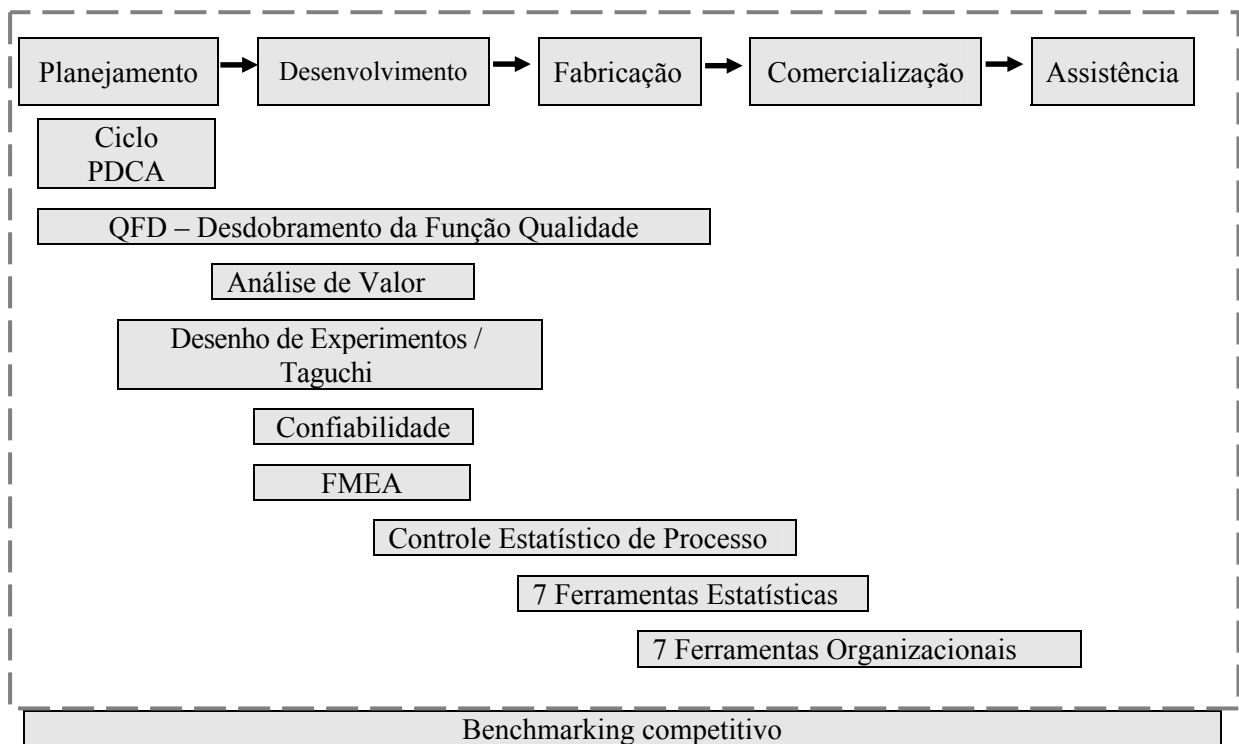 Planejamento
Desenvolvimento
Fabricação
Comercialização
Assistência
Ciclo
PDCA
QFD – Desdobramento da Função Qualidade
Análise de Valor
Desenho de Experimentos /
Taguchi
Confiabilidade
FMEA
Controle Estatístico de Processo
7 Ferramentas Estatísticas
7 Ferramentas Organizacionais
Benchmarking competitivo